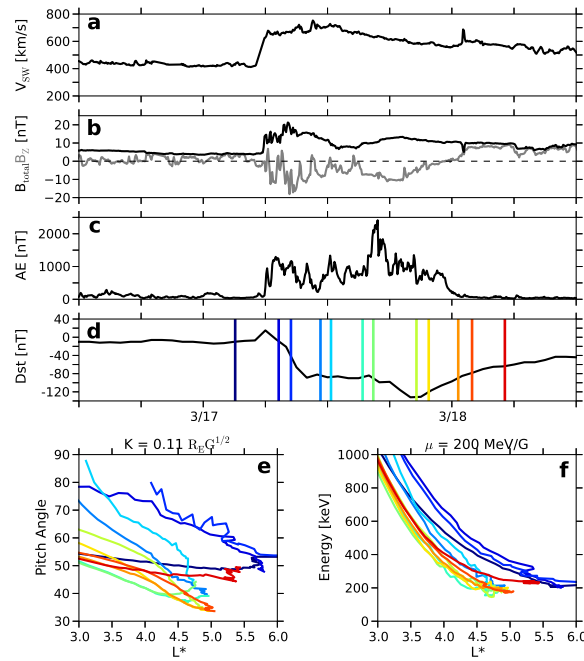 a
V_SW [km/s]
800
600
400
200
b
B_total B_Z [nT]
20
10
0
−10
−20
c
AE [nT]
2000
1000
0
d
Dst [nT]
40
0
-40
-80
-120
3/17
3/18
K = 0.11 R_E G^{1/2}
e
Pitch Angle
90
80
70
60
50
40
30
3.0 3.5 4.0 4.5 5.0 5.5 6.0
L*
μ = 200 MeV/G
f
Energy [keV]
1000
800
600
400
200
0
3.0 3.5 4.0 4.5 5.0 5.5 6.0
L*